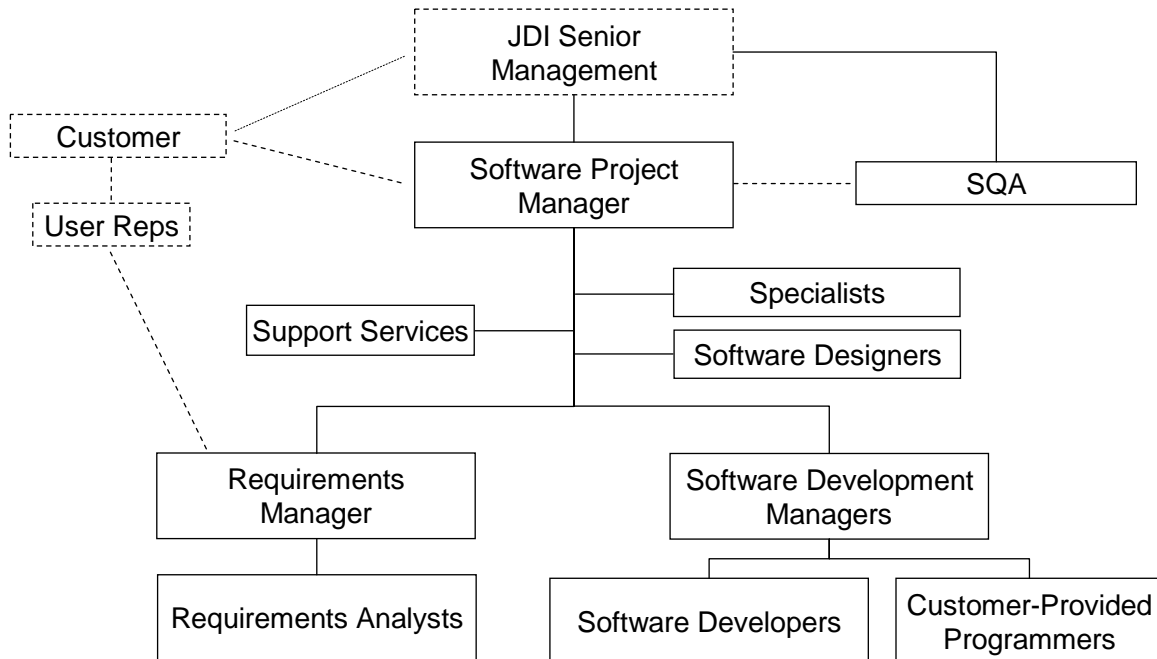 JDI Senior
Management
Customer
Software Project
Manager
SQA
User Reps
Specialists
Support Services
Software Designers
Requirements
Manager
Software Development
Managers
Requirements Analysts
Software Developers
Customer-Provided
Programmers